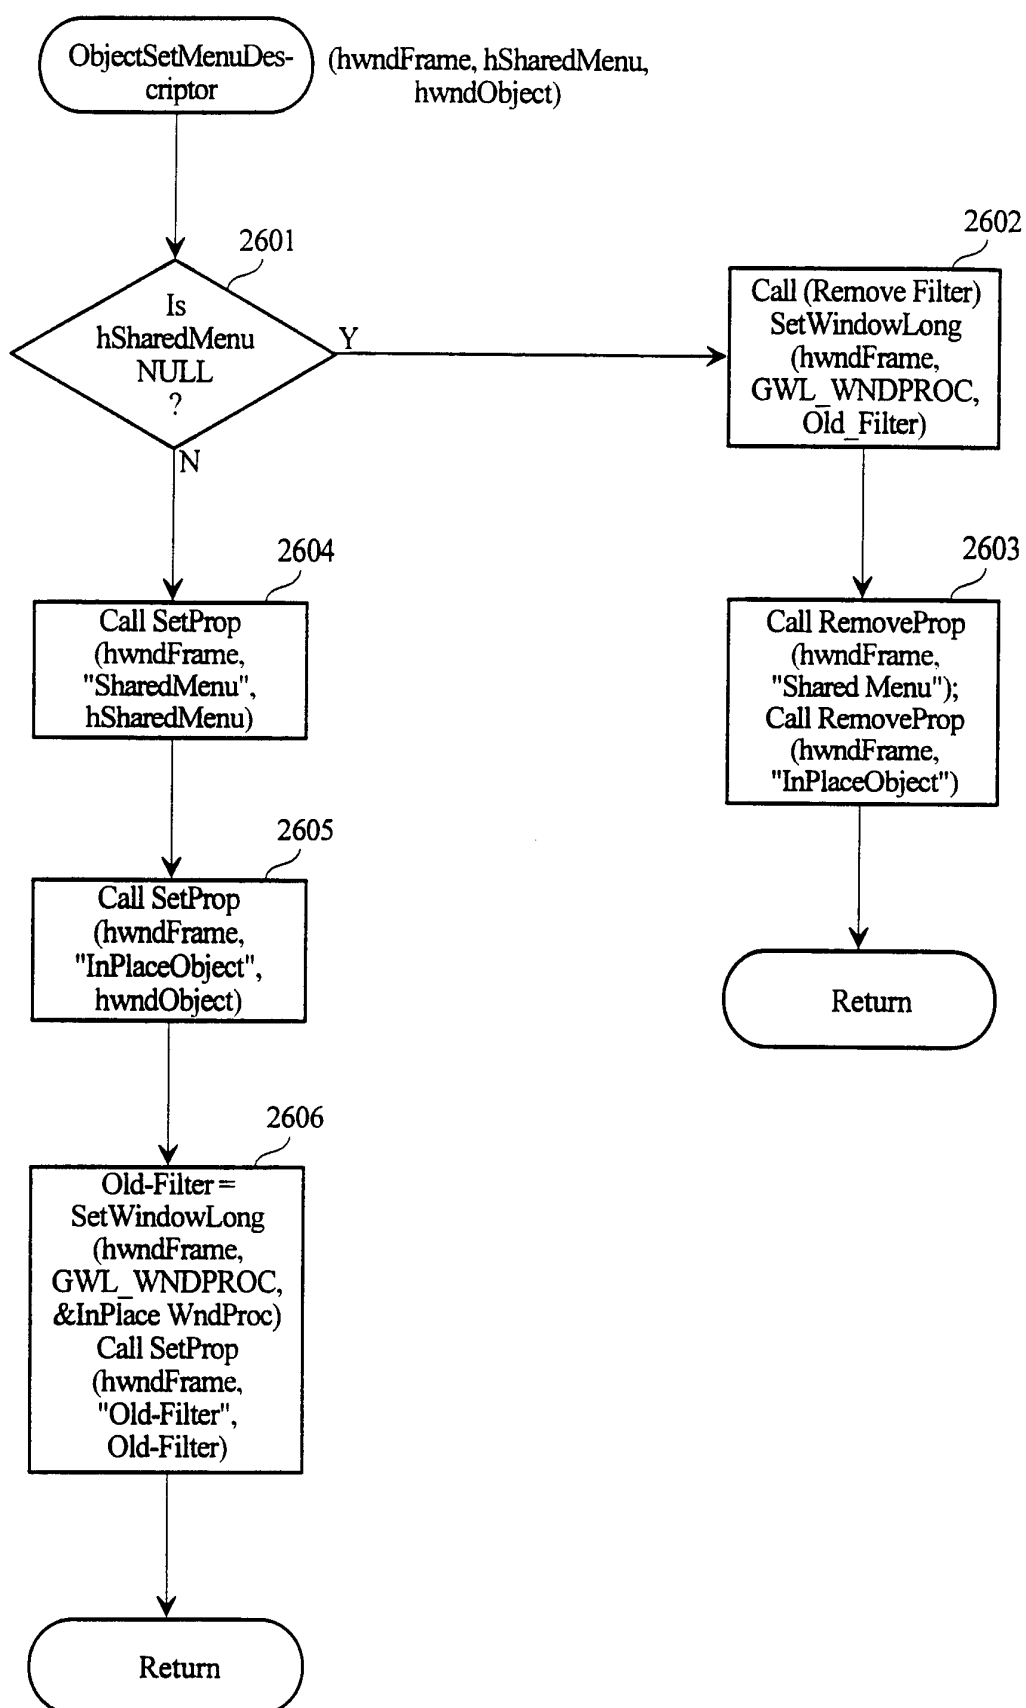 ObjectSetMenuDes-
criptor
(hwndFrame, hSharedMenu,
hwndObject)
2601
Is
hSharedMenu
NULL
?
Y
N
2602
Call (Remove Filter)
SetWindowLong
(hwndFrame,
GWL_WNDPROC,
Old_Filter)
2603
Call RemoveProp
(hwndFrame,
"Shared Menu");
Call RemoveProp
(hwndFrame,
"InPlaceObject")
Return
2604
Call SetProp
(hwndFrame,
"SharedMenu",
hSharedMenu)
2605
Call SetProp
(hwndFrame,
"InPlaceObject",
hwndObject)
2606
Old-Filter =
SetWindowLong
(hwndFrame,
GWL_WNDPROC,
&InPlace WndProc)
Call SetProp
(hwndFrame,
"Old-Filter",
Old-Filter)
Return